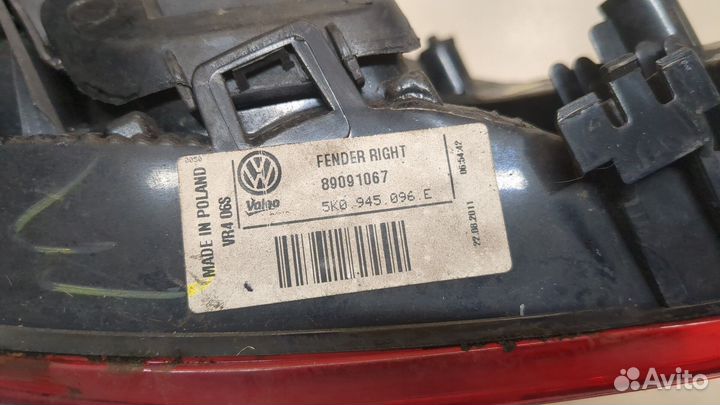 3050
MADE IN POLAND
VR4 06S
Valeo
FENDER RIGHT
89091067
5K0.945.096.E
06:54:42
22.08.2011
Avito